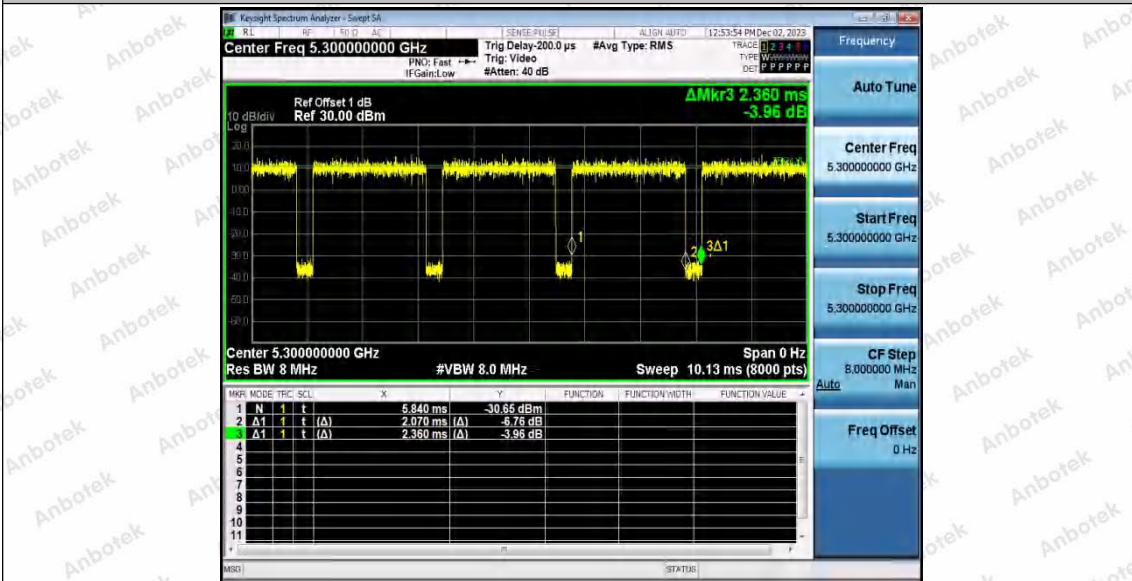 Keysight Spectrum Analyzer - Swept SA
RL RF 50 Ω AC SENSE:PULSE ALIGN AUTO 12:53:54 PM Dec 02, 2023
Center Freq 5.300000000 GHz
PNO: Fast
IFGain:Low
Trig Delay-200.0 µs
Trig: Video
#Atten: 40 dB
#Avg Type: RMS
TRACE 1 2 3 4 5 6
TYPE WWWWWW
DET P P P P P P
Ref Offset 1 dB
Ref 30.00 dBm
ΔMkr3 2.360 ms
-3.96 dB
10 dB/div
Log
20.0
10.0
0.00
-10.0
-20.0
-30.0
-40.0
-50.0
-60.0
1
2
3Δ1
Center 5.300000000 GHz Span 0 Hz
Res BW 8 MHz #VBW 8.0 MHz Sweep 10.13 ms (8000 pts)
MKR MODE TRC SCL X Y FUNCTION FUNCTION WIDTH FUNCTION VALUE
1 N 1 t 5.840 ms -30.65 dBm
2 Δ1 1 t (Δ) 2.070 ms (Δ) -6.76 dB
3 Δ1 1 t (Δ) 2.360 ms (Δ) -3.96 dB
4
5
6
7
8
9
10
11
MSG STATUS
Frequency
Auto Tune
Center Freq
5.300000000 GHz
Start Freq
5.300000000 GHz
Stop Freq
5.300000000 GHz
CF Step
8.000000 MHz
Auto Man
Freq Offset
0 Hz
Anbotek